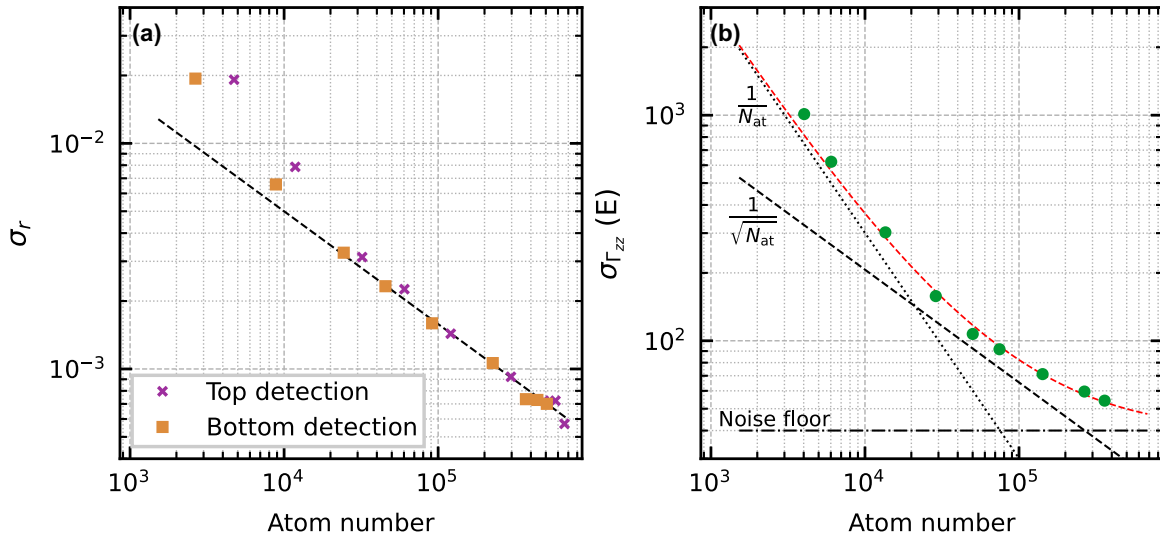 (a)
σ_r
10⁻²
10⁻³
Top detection
Bottom detection
10³
10⁴
10⁵
Atom number
(b)
σ_Γzz (E)
10³
10²
1/N_at
1/√N_at
Noise floor
10³
10⁴
10⁵
Atom number